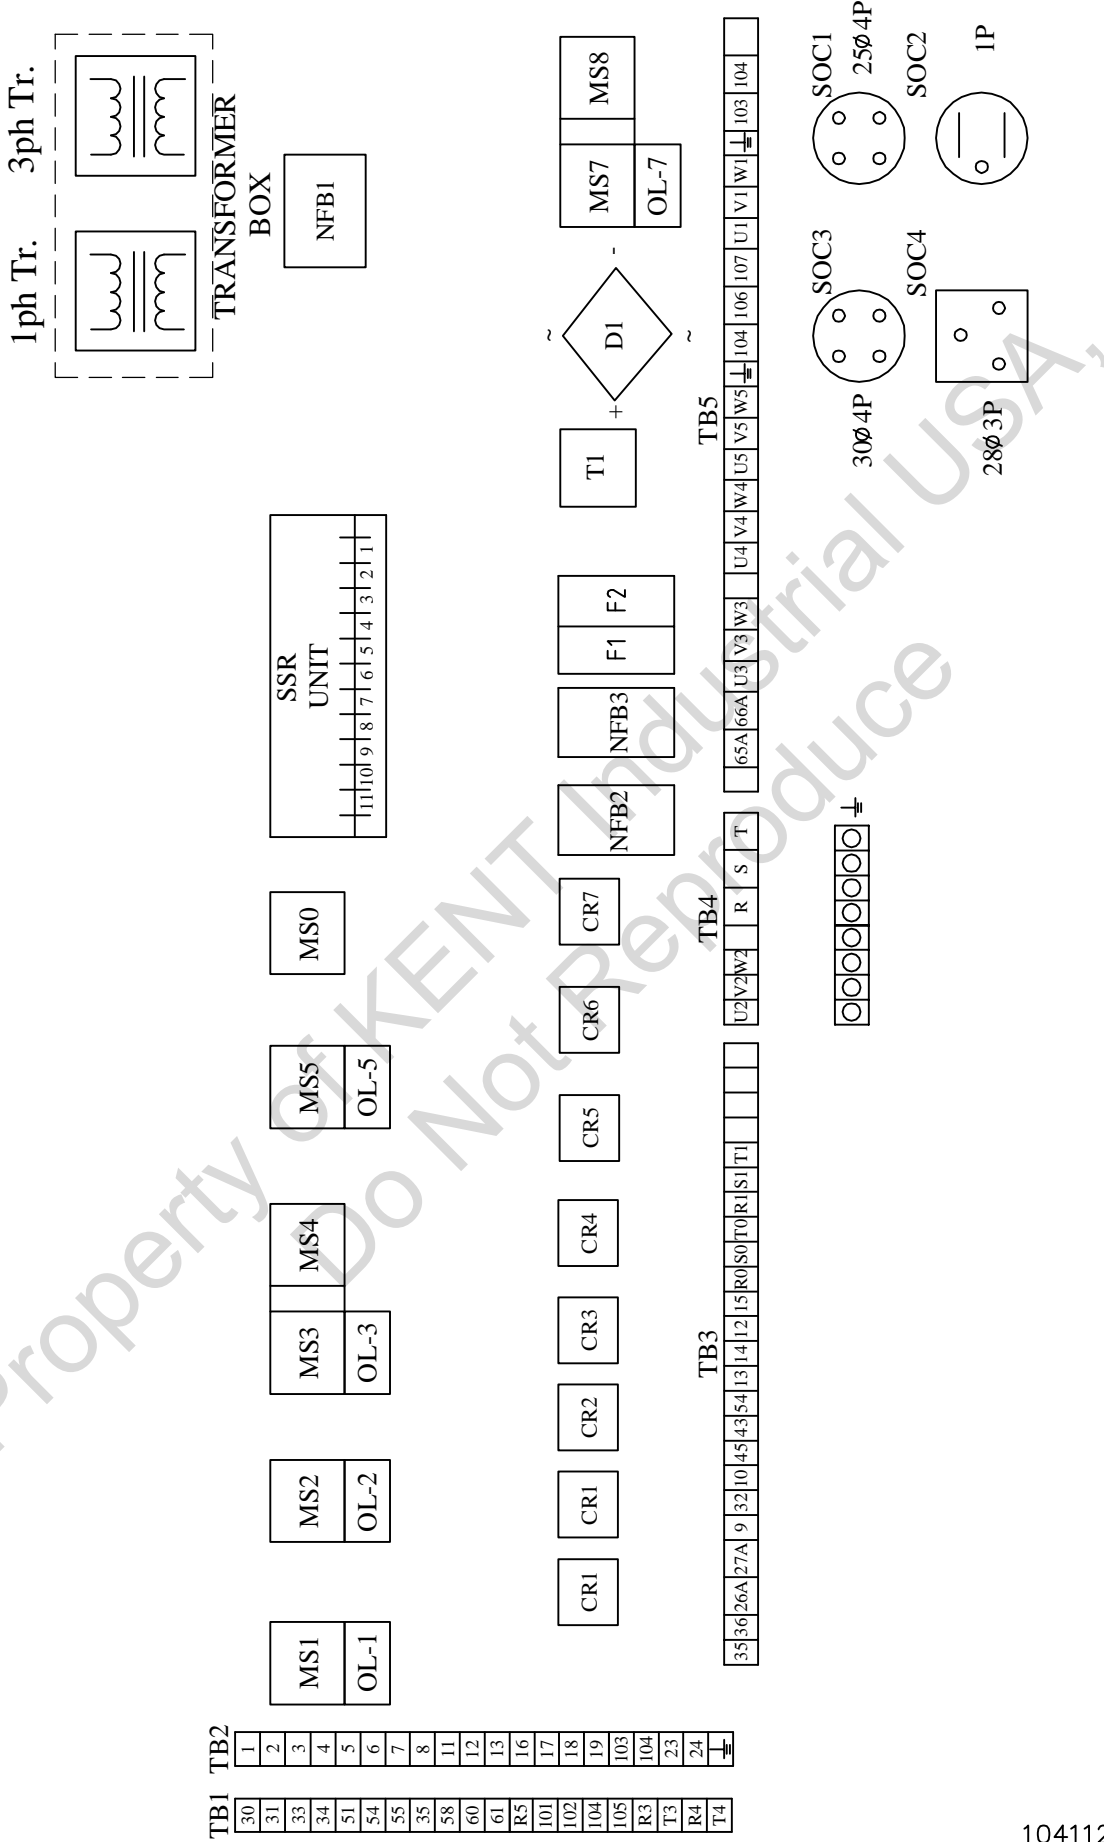 1ph Tr.
3ph Tr.
TRANSFORMER
BOX
NFB1
SSR
UNIT
11 10 9 8 7 6 5 4 3 2 1
MS0
MS5
OL-5
MS4
MS3
OL-3
MS2
OL-2
MS1
OL-1
TB2
1
2
3
4
5
6
7
8
11
12
13
16
17
18
19
103
104
23
24
TB1
30
31
33
34
51
54
55
35
58
60
61
R5
101
102
104
105
R3
T3
R4
T4
CR1
CR1
CR2
CR3
CR4
CR5
CR6
CR7
NFB2
NFB3
F1
F2
T1
+
D1
~
~
-
MS7
OL-7
MS8
TB3
35 36 26A 27A 9 32 10 45 43 54 13 14 12 15 R0 S0 T0 R1 S1 T1
TB4
U2 V2 W2 R S T
TB5
65A 66A U3 V3 W3 U4 V4 W4 U5 V5 W5 104 106 107 U1 V1 W1 103 104
SOC3
30ø4P
SOC1
25ø4P
SOC4
28ø3P
SOC2
1P
Property of KENT Industrial USA,
Do Not Reproduce
104112